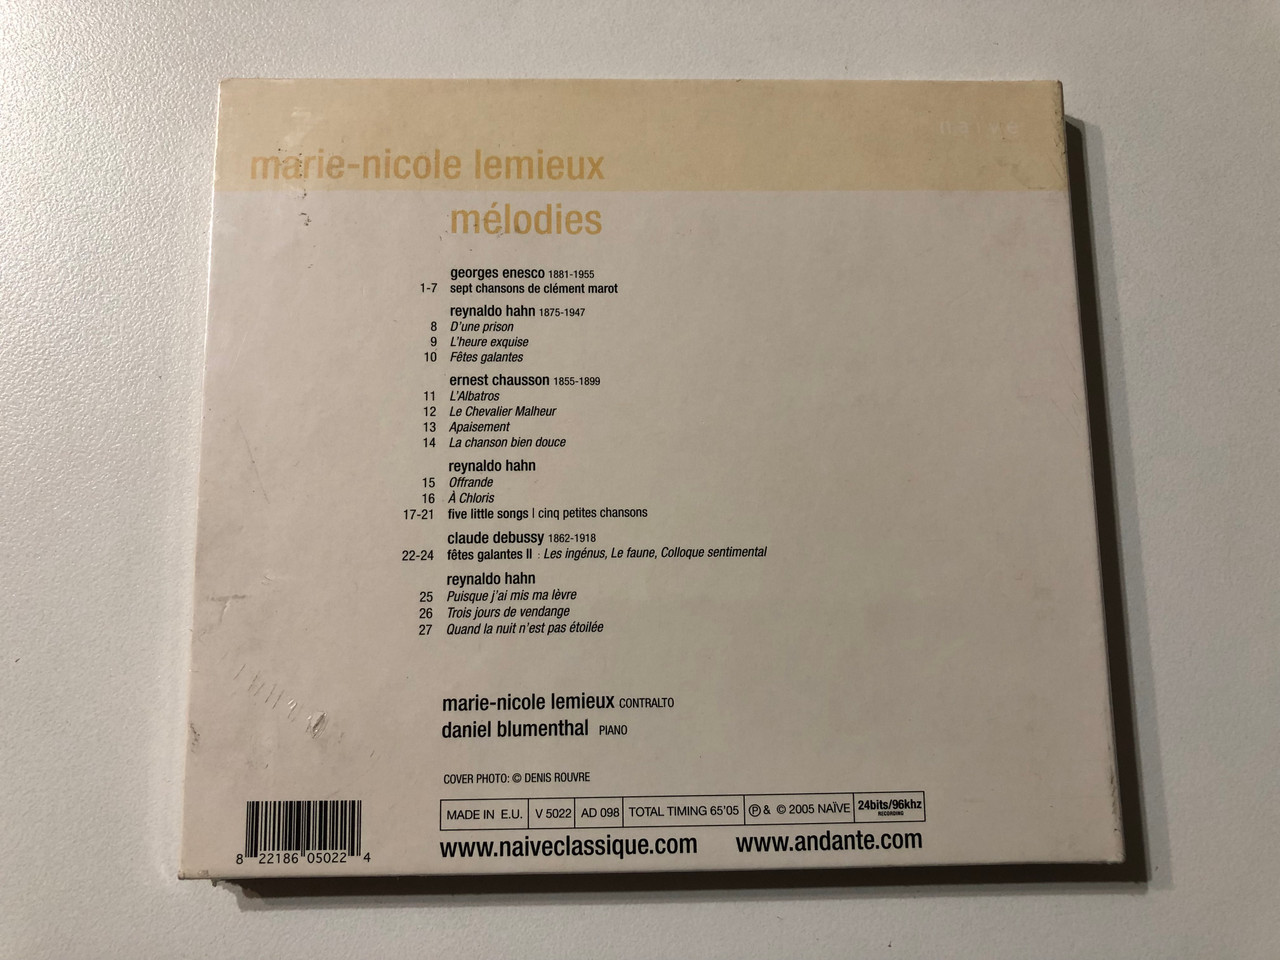 naïve
marie-nicole lemieux
mélodies
georges enesco 1881-1955
1-7 sept chansons de clément marot
reynaldo hahn 1875-1947
8 D'une prison
9 L'heure exquise
10 Fêtes galantes
ernest chausson 1855-1899
11 L'Albatros
12 Le Chevalier Malheur
13 Apaisement
14 La chanson bien douce
reynaldo hahn
15 Offrande
16 À Chloris
17-21 five little songs | cinq petites chansons
claude debussy 1862-1918
22-24 fêtes galantes II : Les ingénus, Le faune, Colloque sentimental
reynaldo hahn
25 Puisque j'ai mis ma lèvre
26 Trois jours de vendange
27 Quand la nuit n'est pas étoilée
marie-nicole lemieux CONTRALTO
daniel blumenthal PIANO
COVER PHOTO: © DENIS ROUVRE
MADE IN E.U. V 5022 AD 098 TOTAL TIMING 65'05 ℗ & © 2005 NAÏVE 24bits/96khz
RECORDING
www.naiveclassique.com www.andante.com
8 22186 05022 4